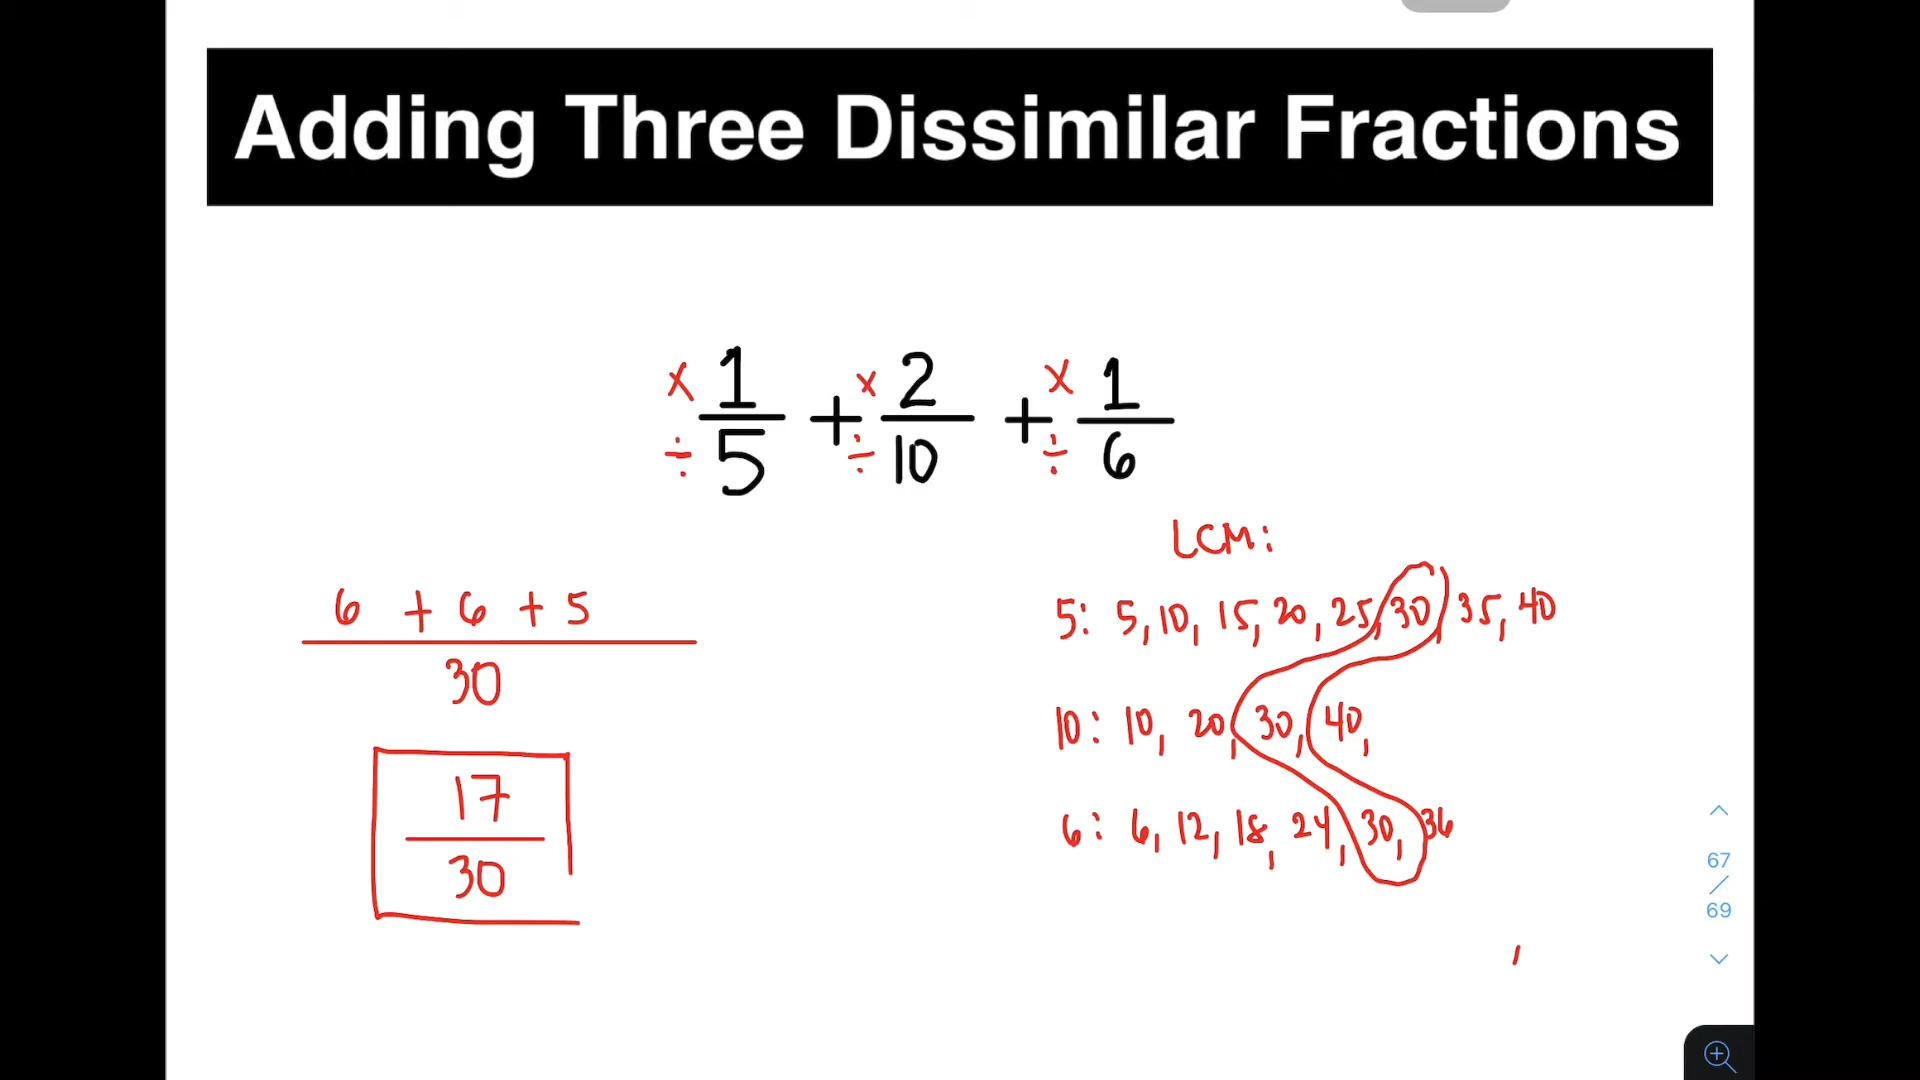 Adding Three Dissimilar Fractions
× 1 + × 2 + × 1
÷ 5 ÷ 10 ÷ 6
LCM:
6 + 6 + 5
30
5: 5, 10, 15, 20, 25, 30, 35, 40
10: 10, 20, 30, 40,
17
30
6: 6, 12, 18, 24, 30, 36
67
/
69